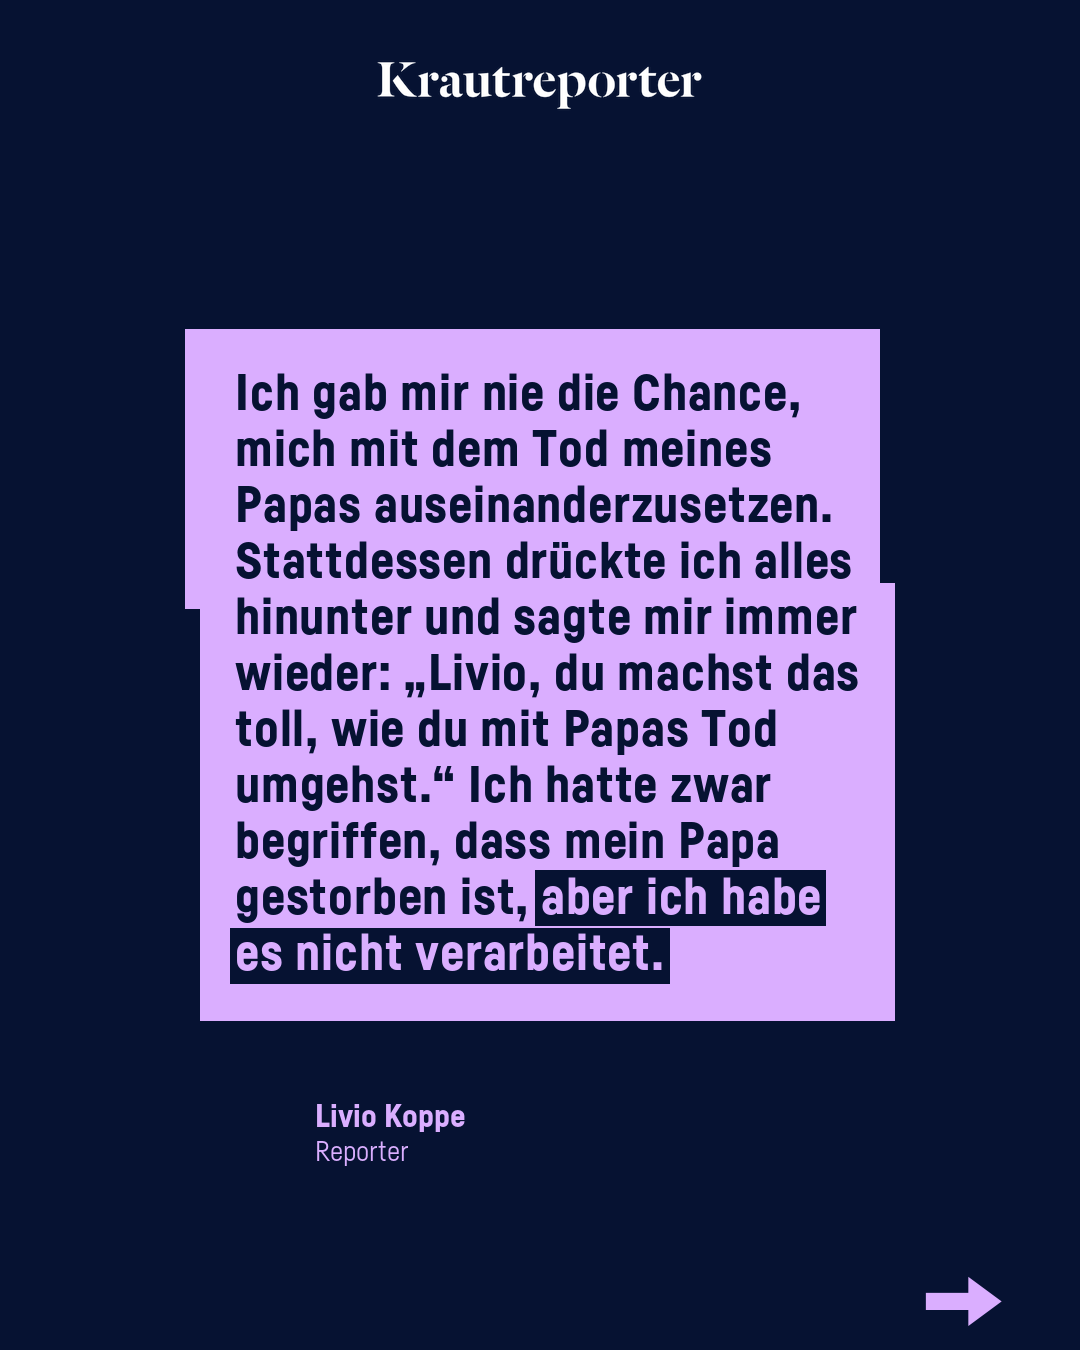 Krautreporter
Ich gab mir nie die Chance,
mich mit dem Tod meines
Papas auseinanderzusetzen.
Stattdessen drückte ich alles
hinunter und sagte mir immer
wieder: „Livio, du machst das
toll, wie du mit Papas Tod
umgehst.“ Ich hatte zwar
begriffen, dass mein Papa
gestorben ist, aber ich habe
es nicht verarbeitet.
Livio Koppe
Reporter